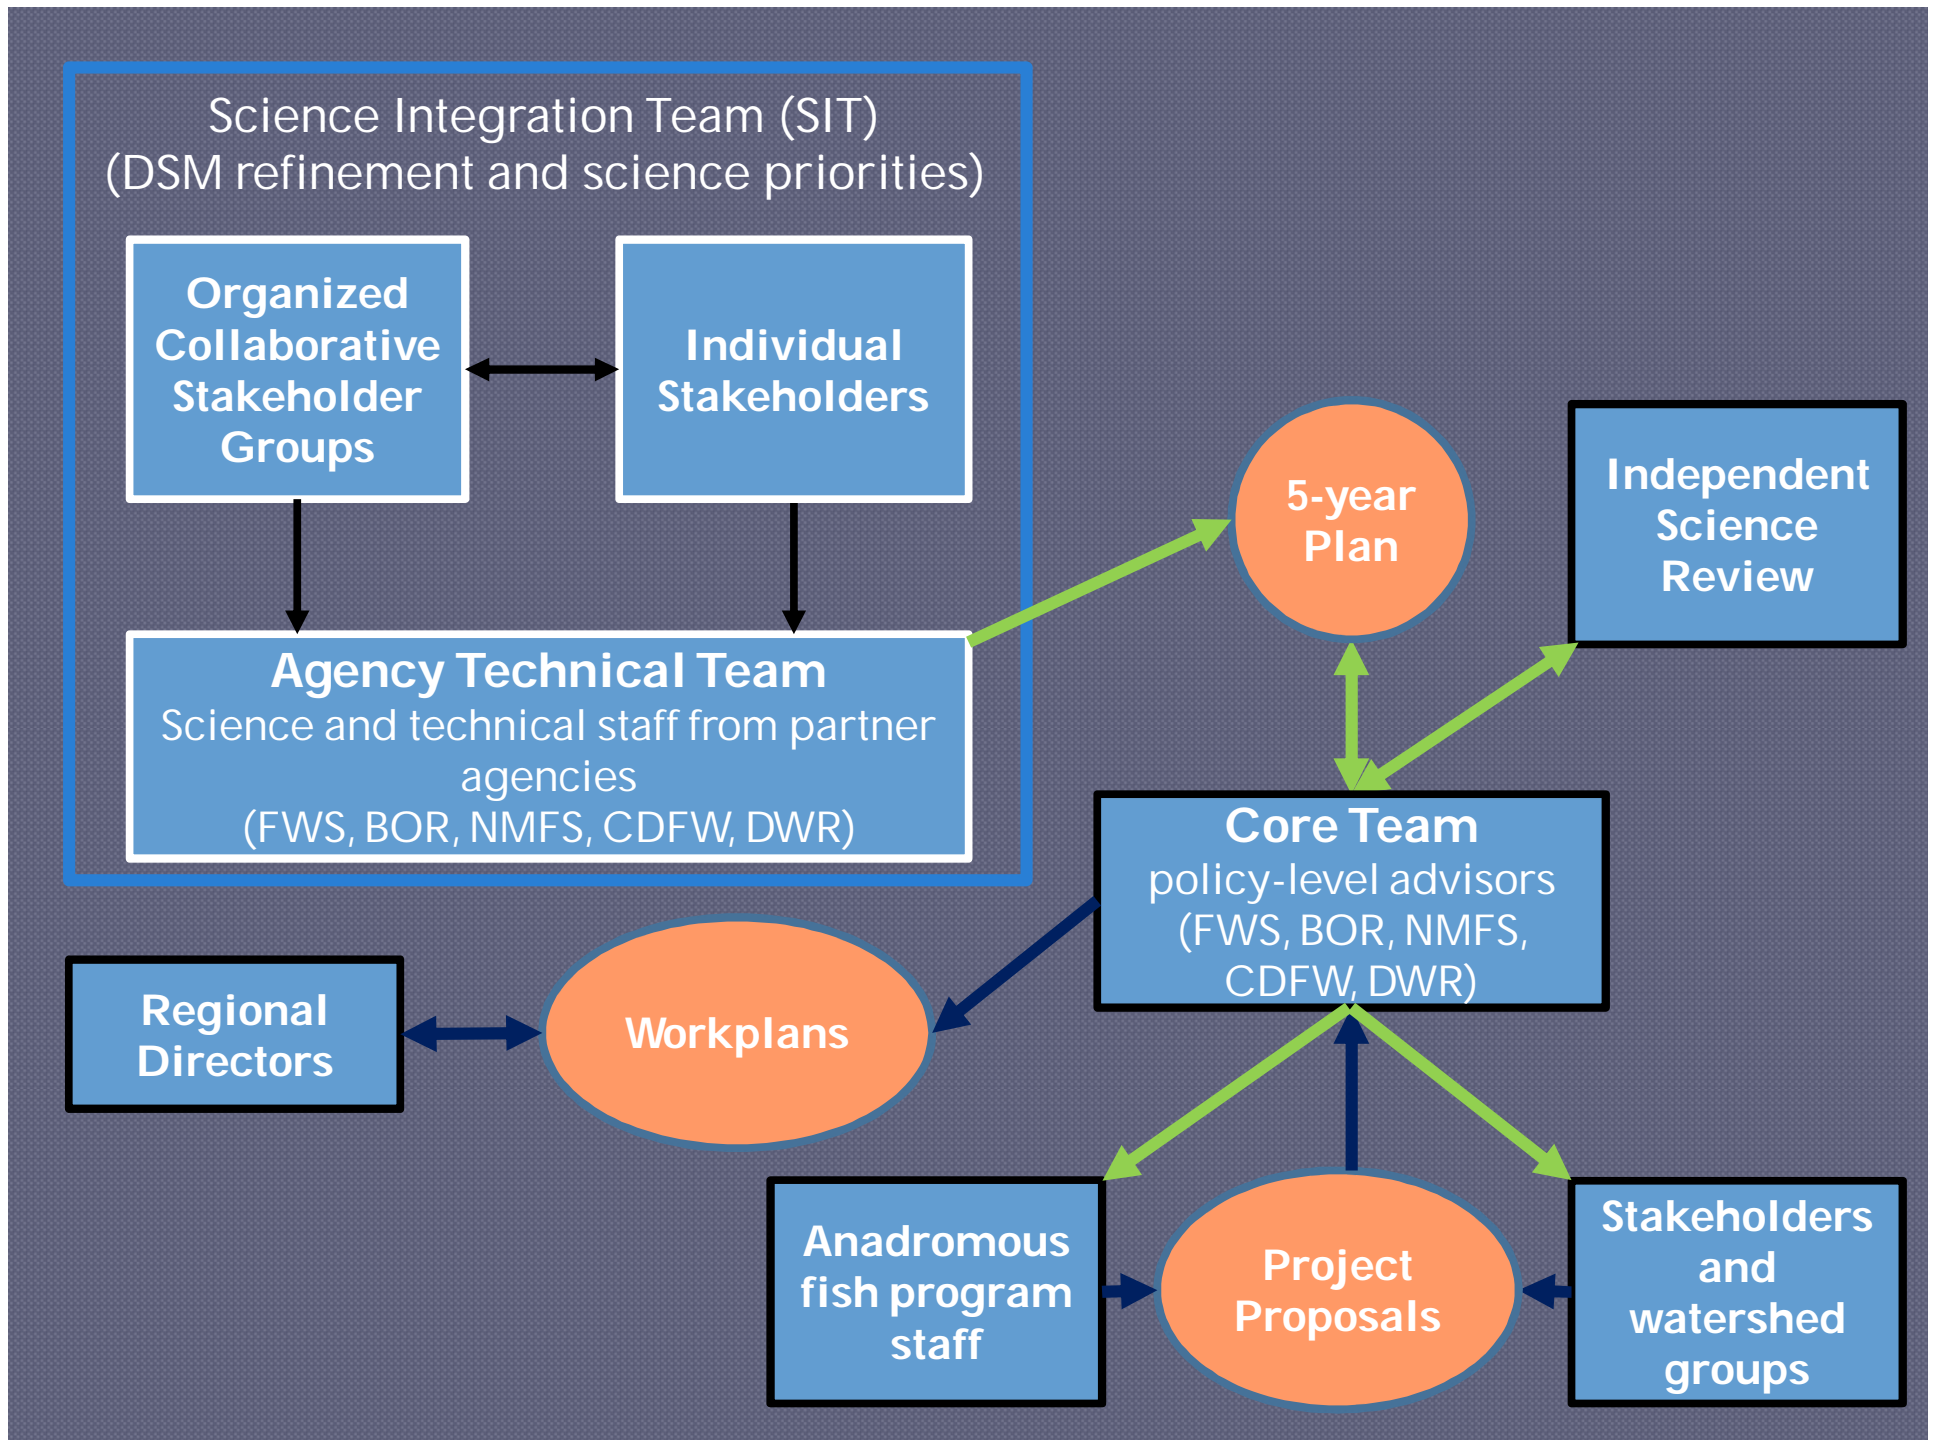 Science Integration Team (SIT)
(DSM refinement and science priorities)
Organized
Collaborative
Stakeholder
Groups
Individual
Stakeholders
Agency Technical Team
Science and technical staff from partner
agencies
(FWS, BOR, NMFS, CDFW, DWR)
5-year
Plan
Independent
Science
Review
Core Team
policy-level advisors
(FWS, BOR, NMFS,
CDFW, DWR)
Regional
Directors
Workplans
Anadromous
fish program
staff
Project
Proposals
Stakeholders
and
watershed
groups